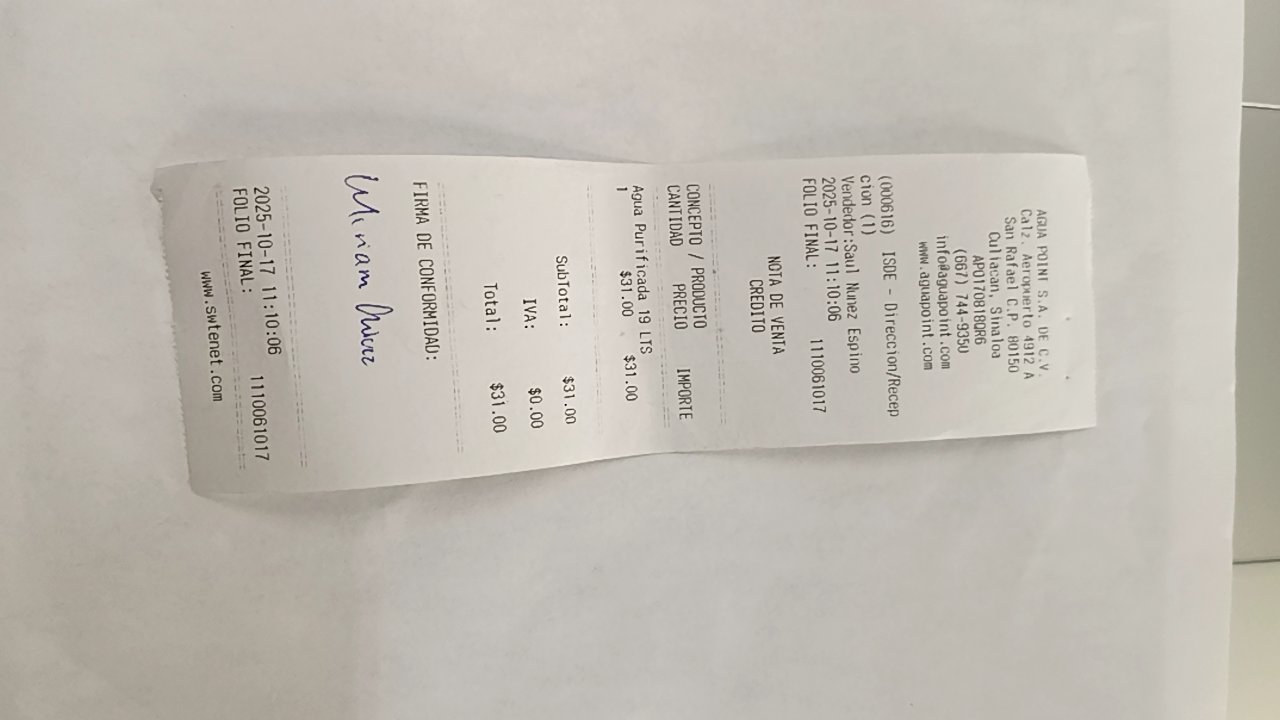 AGUA POINT S.A. DE C.V.
Calz. Aeropuerto 4912 A
San Rafael C.P. 80150
Culiacan, Sinaloa
APO170818QR6
(667) 744-9350
info@aguapoint.com
www.aguapoint.com
(000616) ISDE - Direccion/Recep
cion (1)
Vendedor:Saul Nunez Espino
2025-10-17 11:10:06
FOLIO FINAL: 1110061017
NOTA DE VENTA
CREDITO
CONCEPTO / PRODUCTO
CANTIDAD PRECIO IMPORTE
Agua Purificada 19 LTS
1 $31.00 $31.00
SubTotal: $31.00
IVA: $0.00
Total: $31.00
FIRMA DE CONFORMIDAD:
Miriam
2025-10-17 11:10:06
FOLIO FINAL: 1110061017
www.swtenet.com